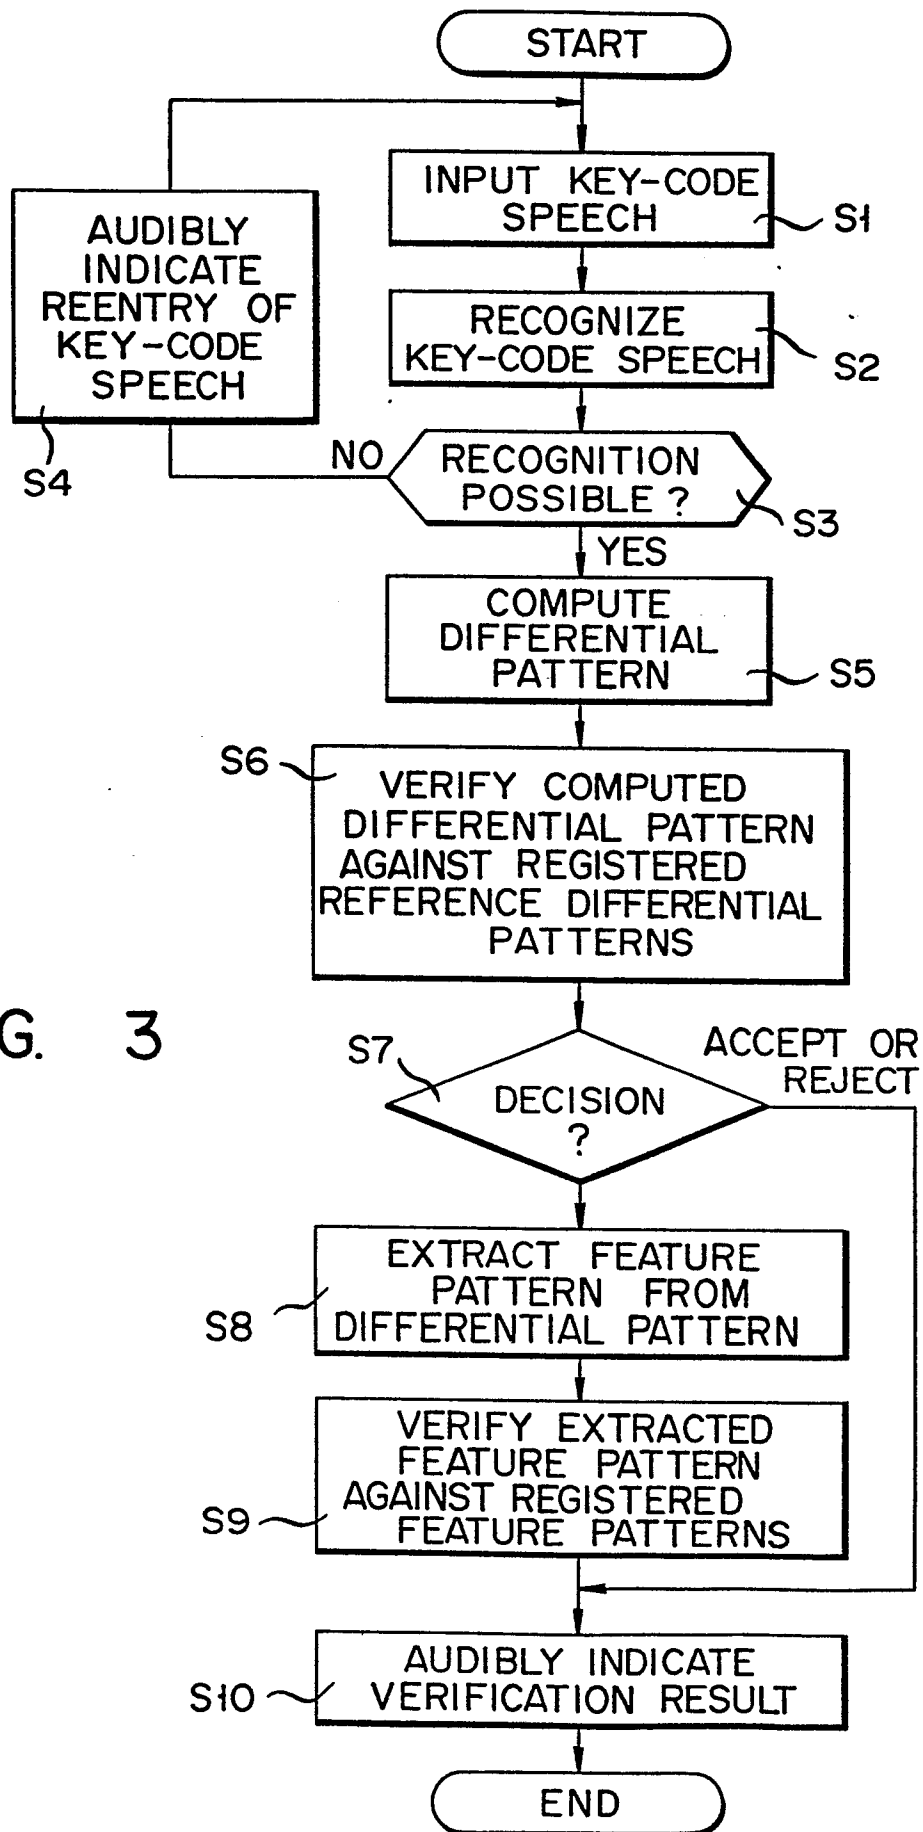 START
INPUT KEY-CODE
SPEECH
S1
AUDIBLY
INDICATE
REENTRY OF
KEY-CODE
SPEECH
S4
RECOGNIZE
KEY-CODE SPEECH
S2
NO
RECOGNITION
POSSIBLE ?
S3
YES
COMPUTE
DIFFERENTIAL
PATTERN
S5
S6
VERIFY COMPUTED
DIFFERENTIAL PATTERN
AGAINST REGISTERED
REFERENCE DIFFERENTIAL
PATTERNS
G. 3
S7
DECISION
?
ACCEPT OR
REJECT
EXTRACT FEATURE
PATTERN FROM
DIFFERENTIAL PATTERN
S8
VERIFY EXTRACTED
FEATURE PATTERN
AGAINST REGISTERED
FEATURE PATTERNS
S9
AUDIBLY INDICATE
VERIFICATION RESULT
S10
END